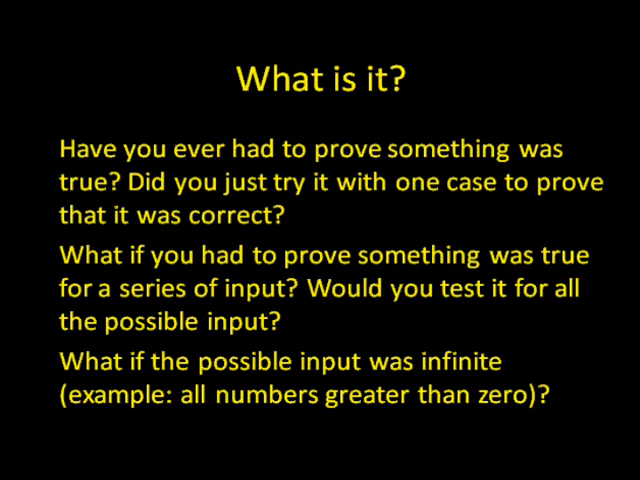 What is it?
Have you ever had to prove something was
true? Did you just try it with one case to prove
that it was correct?
What if you had to prove something was true
for a series of input? Would you test it for all
the possible input?
What if the possible input was infinite
(example: all numbers greater than zero)?